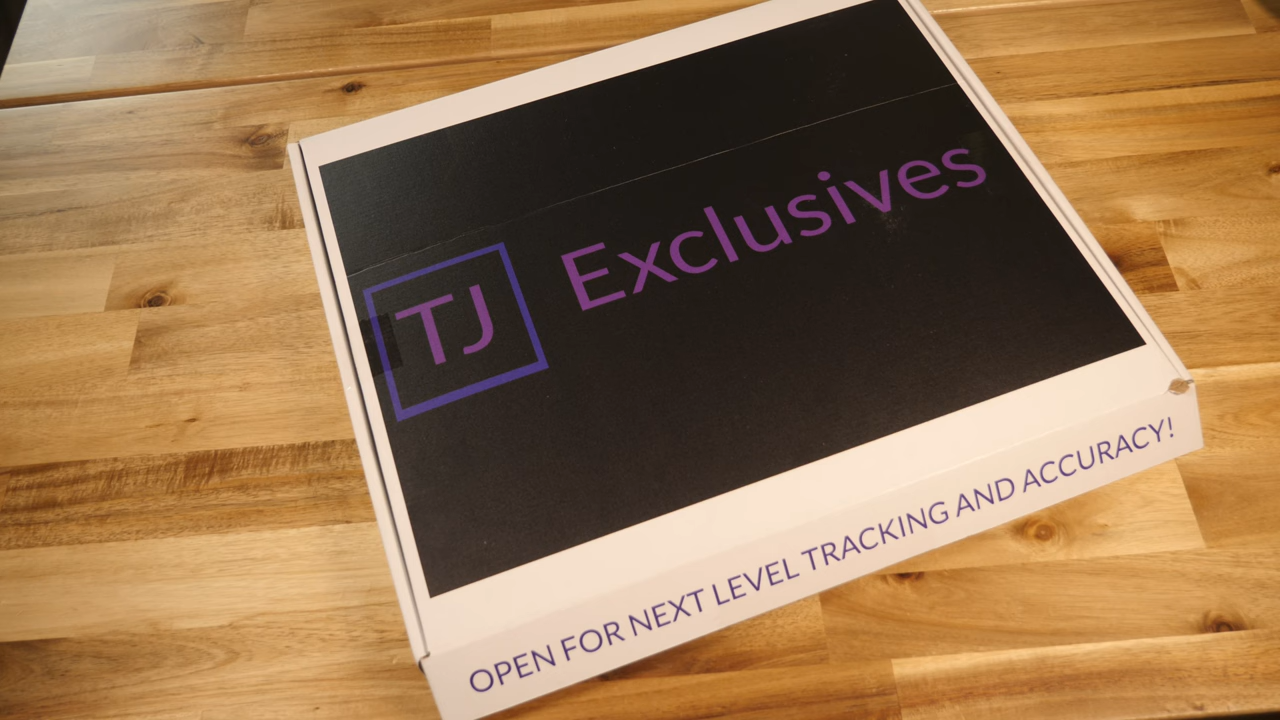 TJ Exclusives
OPEN FOR NEXT LEVEL TRACKING AND ACCURACY!